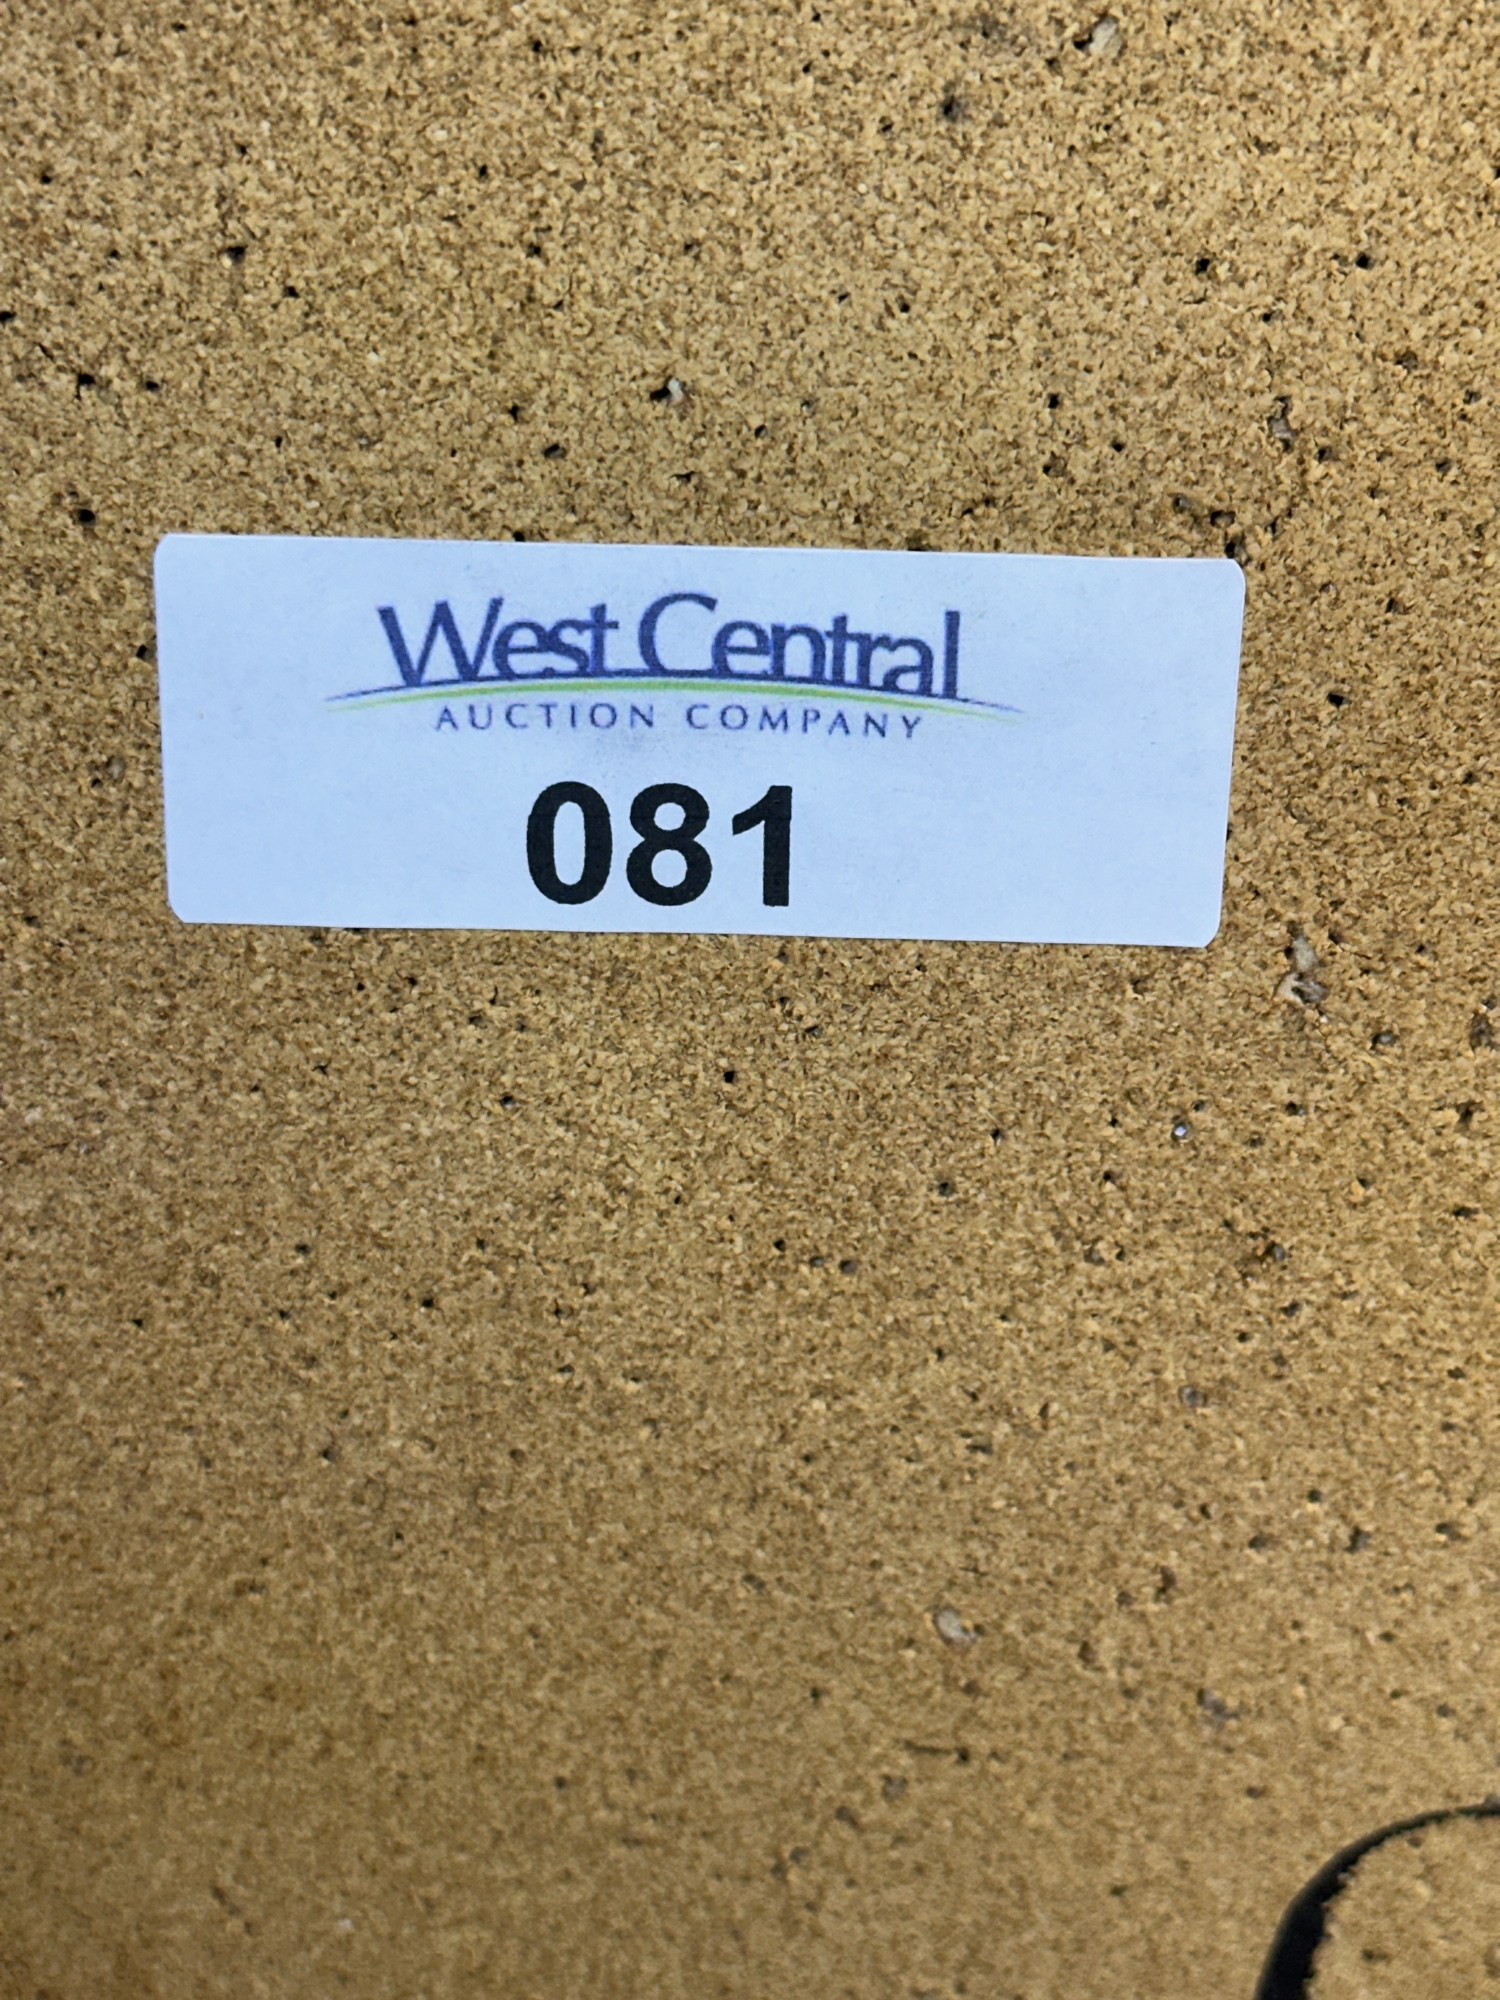 West Central
AUCTION COMPANY
081